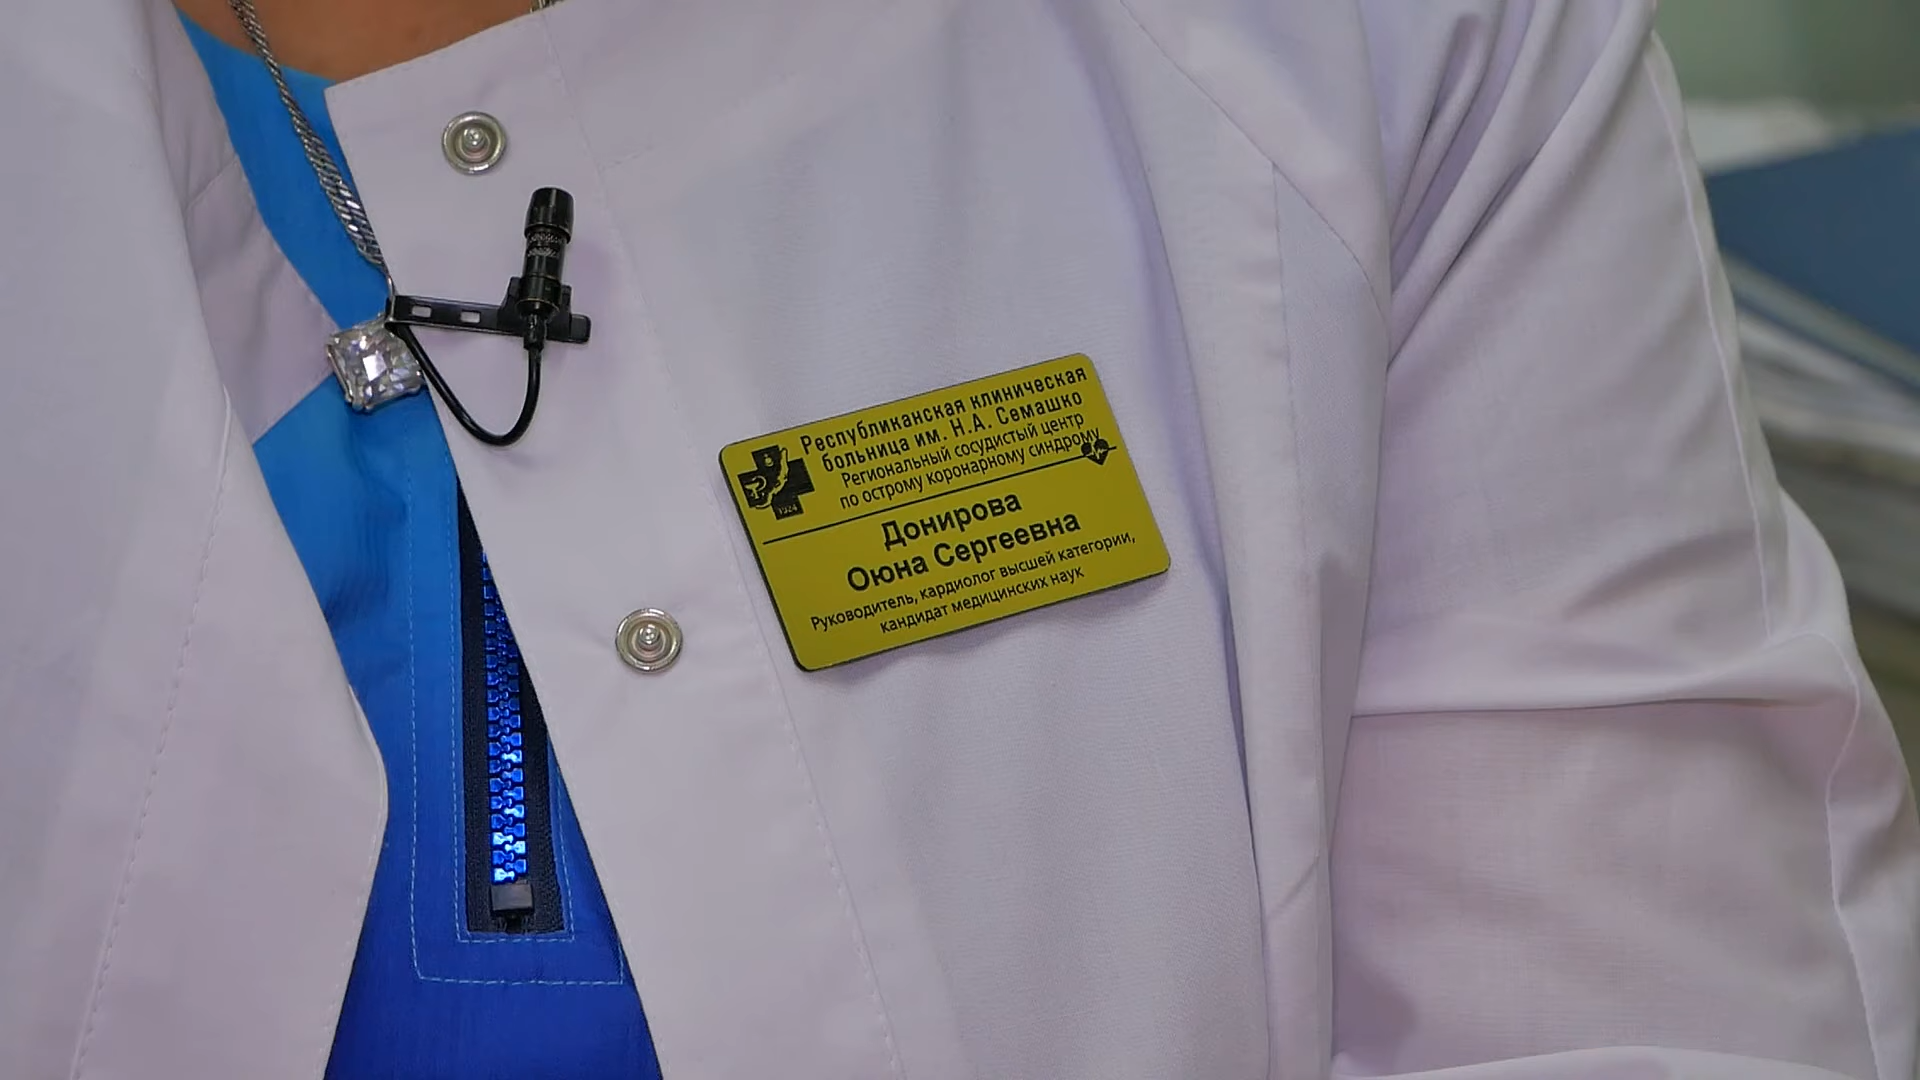 Республиканская клиническая
больница им. Н.А. Семашко
Региональный сосудистый центр
по острому коронарному синдрому
1924
Донирова
Оюна Сергеевна
Руководитель, кардиолог высшей категории,
кандидат медицинских наук